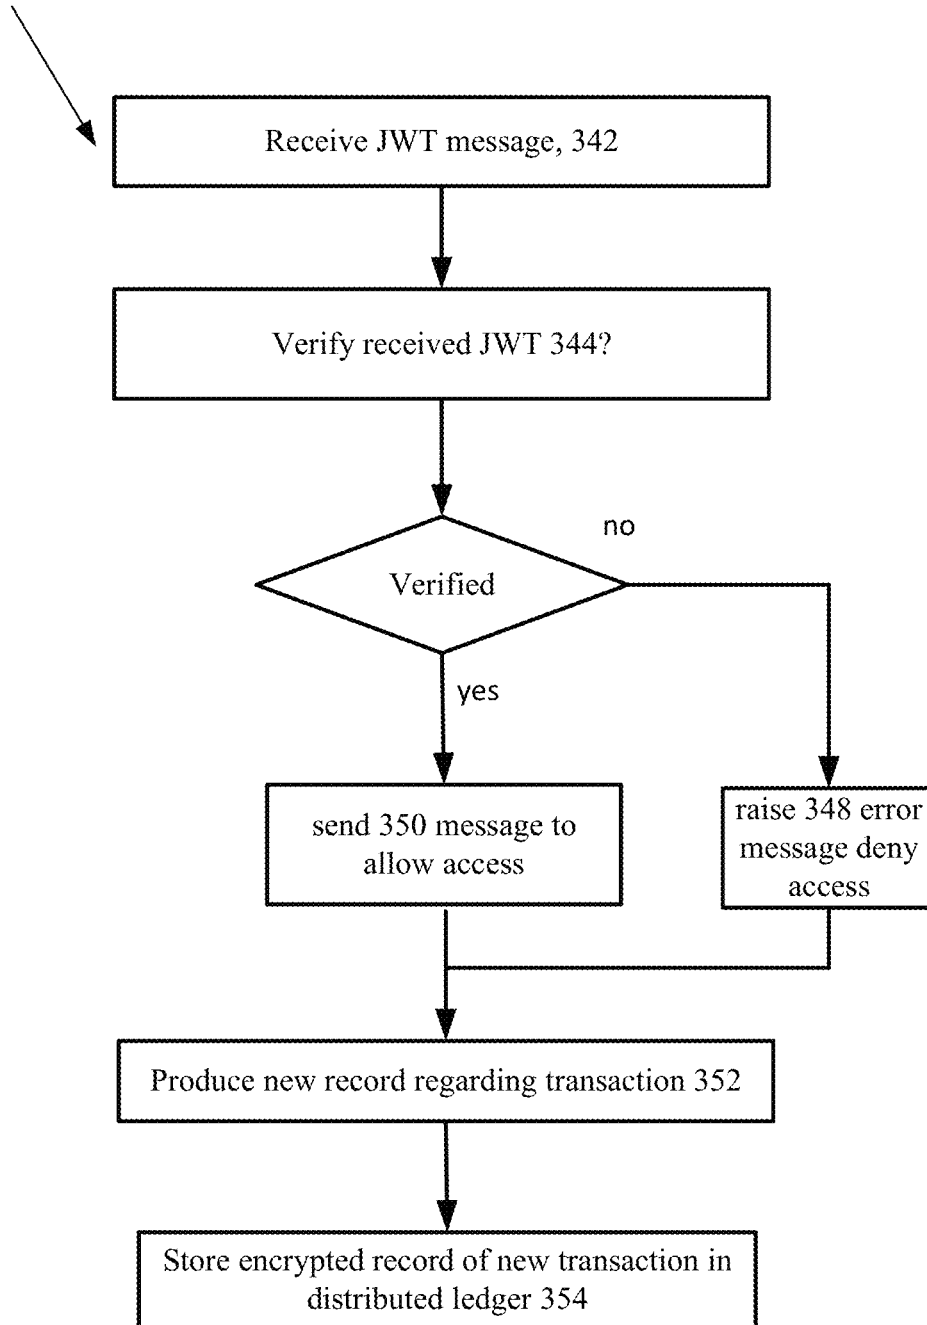 Receive JWT message, 342
Verify received JWT 344?
no
Verified
yes
send 350 message to
allow access
raise 348 error
message deny
access
Produce new record regarding transaction 352
Store encrypted record of new transaction in
distributed ledger 354